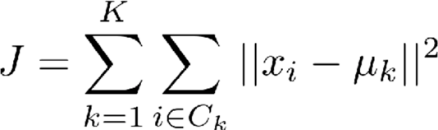 J = \sum_{k=1}^{K} \sum_{i \in C_k} ||x_i - \mu_k||^2